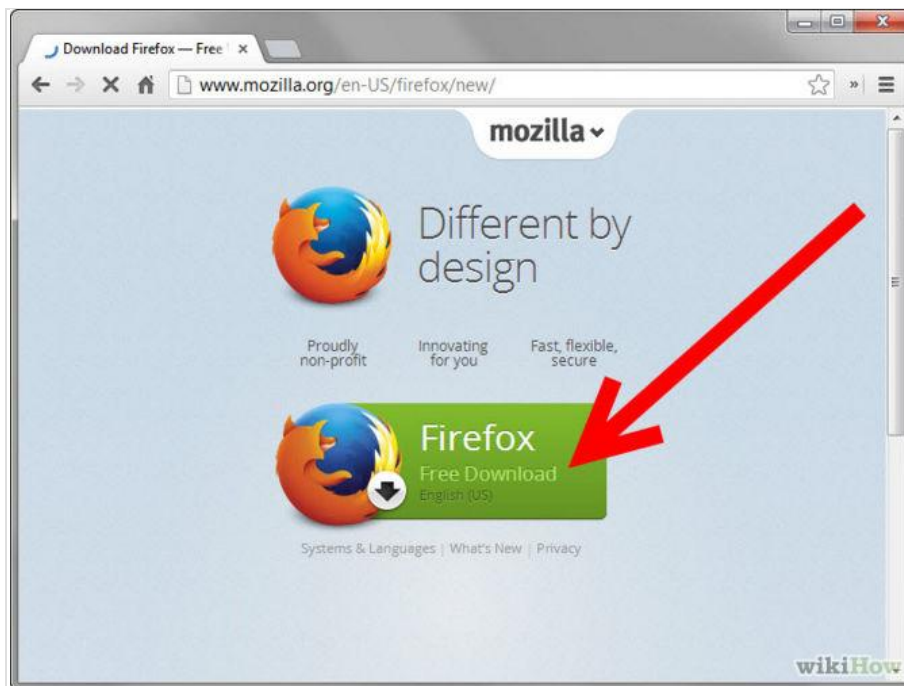 Download Firefox — Free
www.mozilla.org/en-US/firefox/new/
mozilla
Different by
design
Proudly
non-profit
Innovating
for you
Fast, flexible,
secure
Firefox
Free Download
English (US)
Systems & Languages | What's New | Privacy
wikiHow